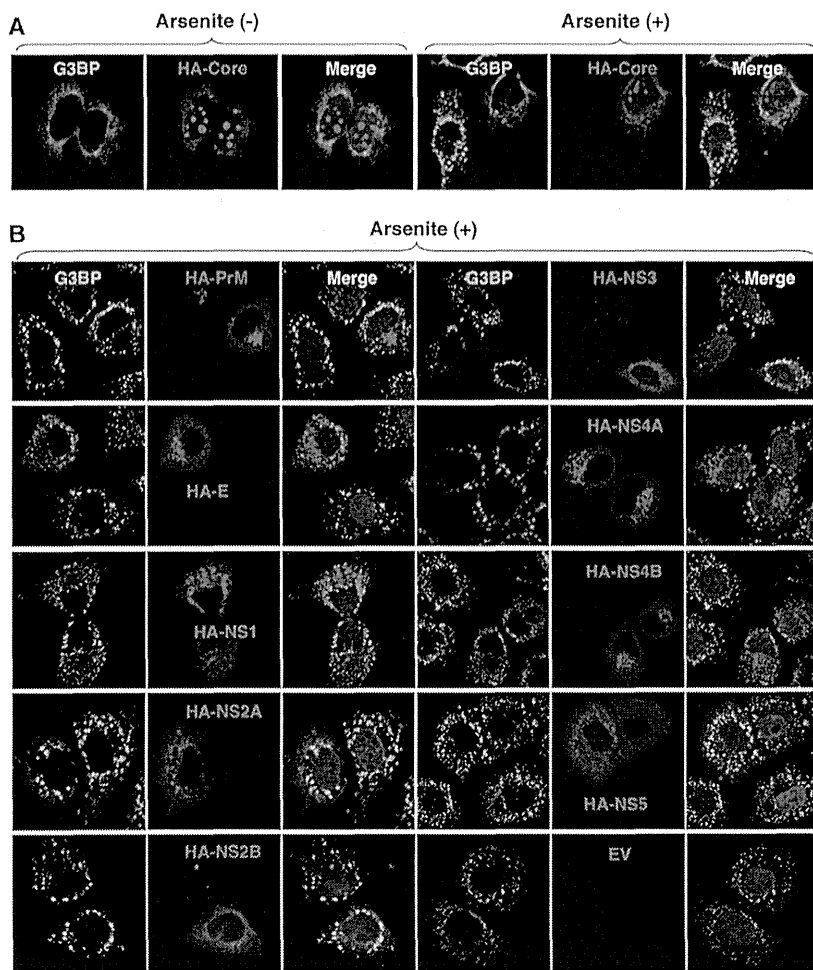 A
Arsenite (-)
Arsenite (+)
G3BP
HA-Core
Merge
G3BP
HA-Core
Merge
B
Arsenite (+)
G3BP
HA-PrM
Merge
G3BP
HA-NS3
Merge
HA-E
HA-NS4A
HA-NS1
HA-NS4B
HA-NS2A
HA-NS5
HA-NS2B
EV